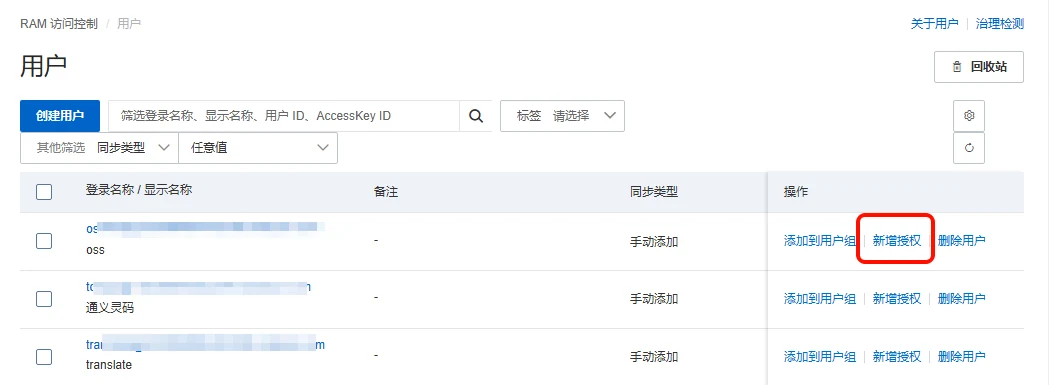 RAM 访问控制 / 用户
关于用户 治理检测
用户
回收站
创建用户 筛选登录名称、显示名称、用户 ID、AccessKey ID 标签 请选择
其他筛选 同步类型 任意值
登录名称 / 显示名称 备注 同步类型 操作
os
oss - 手动添加 添加到用户组 新增授权 删除用户
通义灵码 - 手动添加 添加到用户组 新增授权 删除用户
translate - 手动添加 添加到用户组 新增授权 删除用户